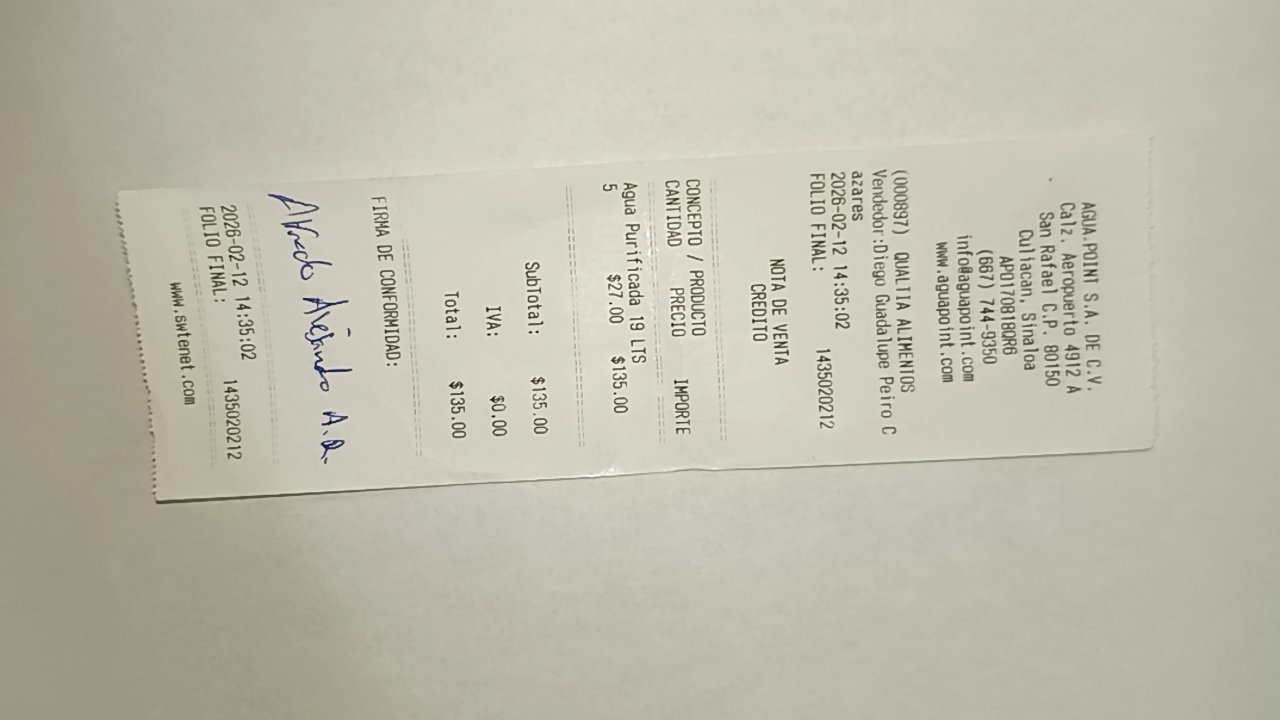 AGUA.POINT S.A. DE C.V.
Calz. Aeropuerto 4912 A
San Rafael C.P. 80150
Culiacan, Sinaloa
APO170818QR6
(667) 744-9350
info@aguapoint.com
www.aguapoint.com
(000897) QUALTIA ALIMENTOS
Vendedor:Diego Guadalupe Peiro C
azares
2026-02-12 14:35:02
FOLIO FINAL: 1435020212
NOTA DE VENTA
CREDITO
CONCEPTO / PRODUCTO
CANTIDAD PRECIO IMPORTE
Agua Purificada 19 LTS
5 $27.00 $135.00
SubTotal: $135.00
IVA: $0.00
Total: $135.00
FIRMA DE CONFORMIDAD:
A.
2026-02-12 14:35:02
FOLIO FINAL: 1435020212
www.swtenet.com